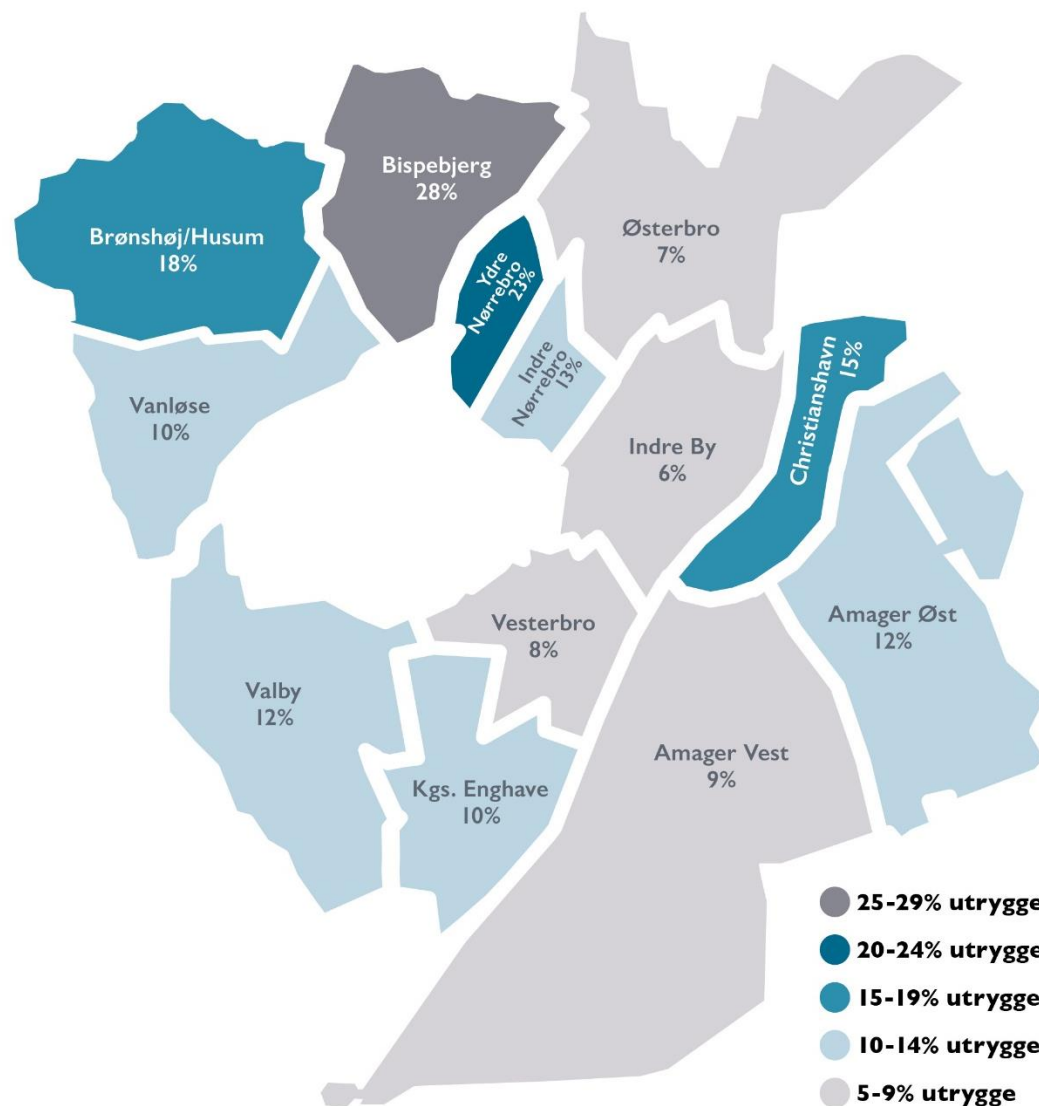 Bispebjerg
28%
Brønshøj/Husum
18%
Østerbro
7%
Ydre
Nørrebro
23%
Indre
Nørrebro
13%
Christianshavn
15%
Vanløse
10%
Indre By
6%
Vesterbro
8%
Amager Øst
12%
Valby
12%
Amager Vest
9%
Kgs. Enghave
10%
25-29% utrygge
20-24% utrygge
15-19% utrygge
10-14% utrygge
5-9% utrygge